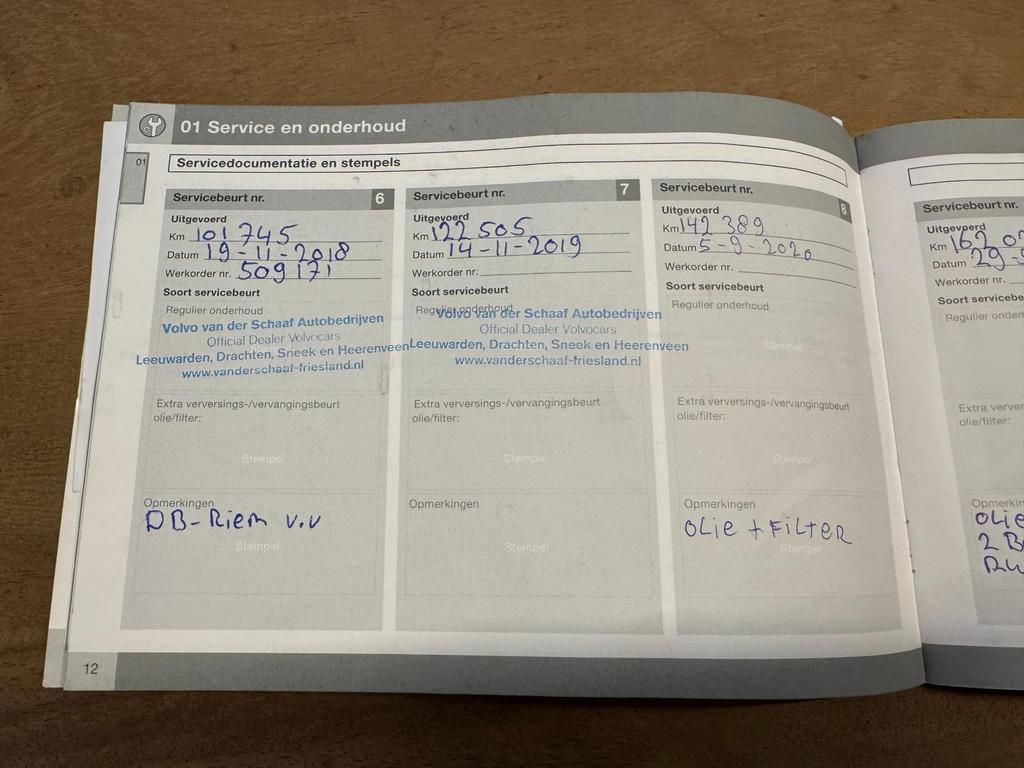 01 Service en onderhoud
01
Servicedocumentatie en stempels
Servicebeurt nr. 6
Uitgevoerd
Km 101 745
Datum 19-11-2018
Werkorder nr. 509171
Soort servicebeurt
Regulier onderhoud
Volvo van der Schaaf Autobedrijven
Official Dealer Volvocars
Leeuwarden, Drachten, Sneek en Heerenveen
www.vanderschaaf-friesland.nl
Extra verversings-/vervangingsbeurt
olie/filter:
Stempel
Opmerkingen
DB-Riem v.v
Stempel
Servicebeurt nr. 7
Uitgevoerd
Km 122 505
Datum 14-11-2019
Werkorder nr.
Soort servicebeurt
Regulier onderhoud
Volvo van der Schaaf Autobedrijven
Official Dealer Volvocars
Leeuwarden, Drachten, Sneek en Heerenveen
www.vanderschaaf-friesland.nl
Extra verversings-/vervangingsbeurt
olie/filter:
Stempel
Opmerkingen
Stempel
Servicebeurt nr. 8
Uitgevoerd
Km 142 389
Datum 5-9-2020
Werkorder nr.
Soort servicebeurt
Regulier onderhoud
Stempel
Extra verversings-/vervangingsbeurt
olie/filter:
Stempel
Opmerkingen
OLIE + FILTER
Stempel
12
Servicebeurt nr.
Uitgevoerd
Km 162
Datum 29-
Werkorder nr.
Soort servicebe
Regulier onder
Extra verver
olie/filter:
Opmerkin
OLIE
2